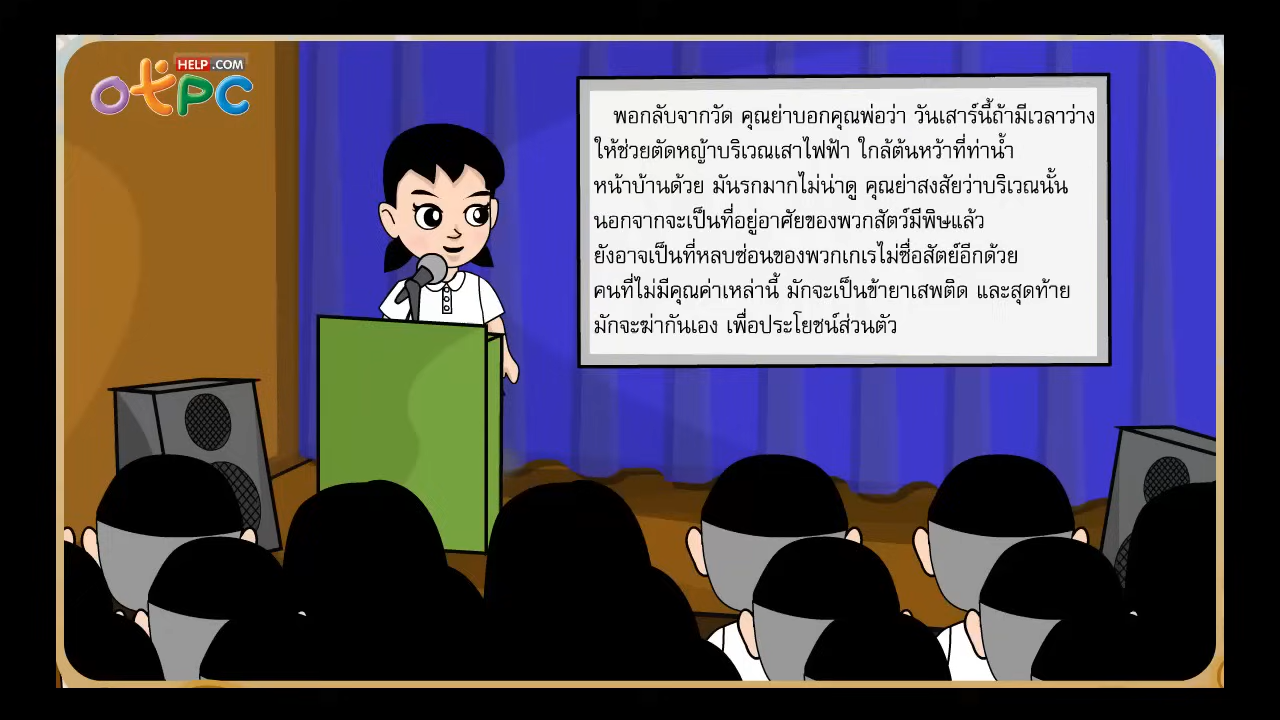 HELP .COM
OTPC
พอกลับจากวัด คุณย่าบอกคุณพ่อว่า วันเสาร์นี้ถ้ามีเวลาว่าง
ให้ช่วยตัดหญ้าบริเวณเสาไฟฟ้า ใกล้ต้นหว้าที่ท่าน้ำ
หน้าบ้านด้วย มันรกมากไม่น่าดู คุณย่าสงสัยว่าบริเวณนั้น
นอกจากจะเป็นที่อยู่อาศัยของพวกสัตว์มีพิษแล้ว
ยังอาจเป็นที่หลบซ่อนของพวกเกเรไม่ซื่อสัตย์อีกด้วย
คนที่ไม่มีคุณค่าเหล่านี้ มักจะเป็นข้ายาเสพติด และสุดท้าย
มักจะฆ่ากันเอง เพื่อประโยชน์ส่วนตัว